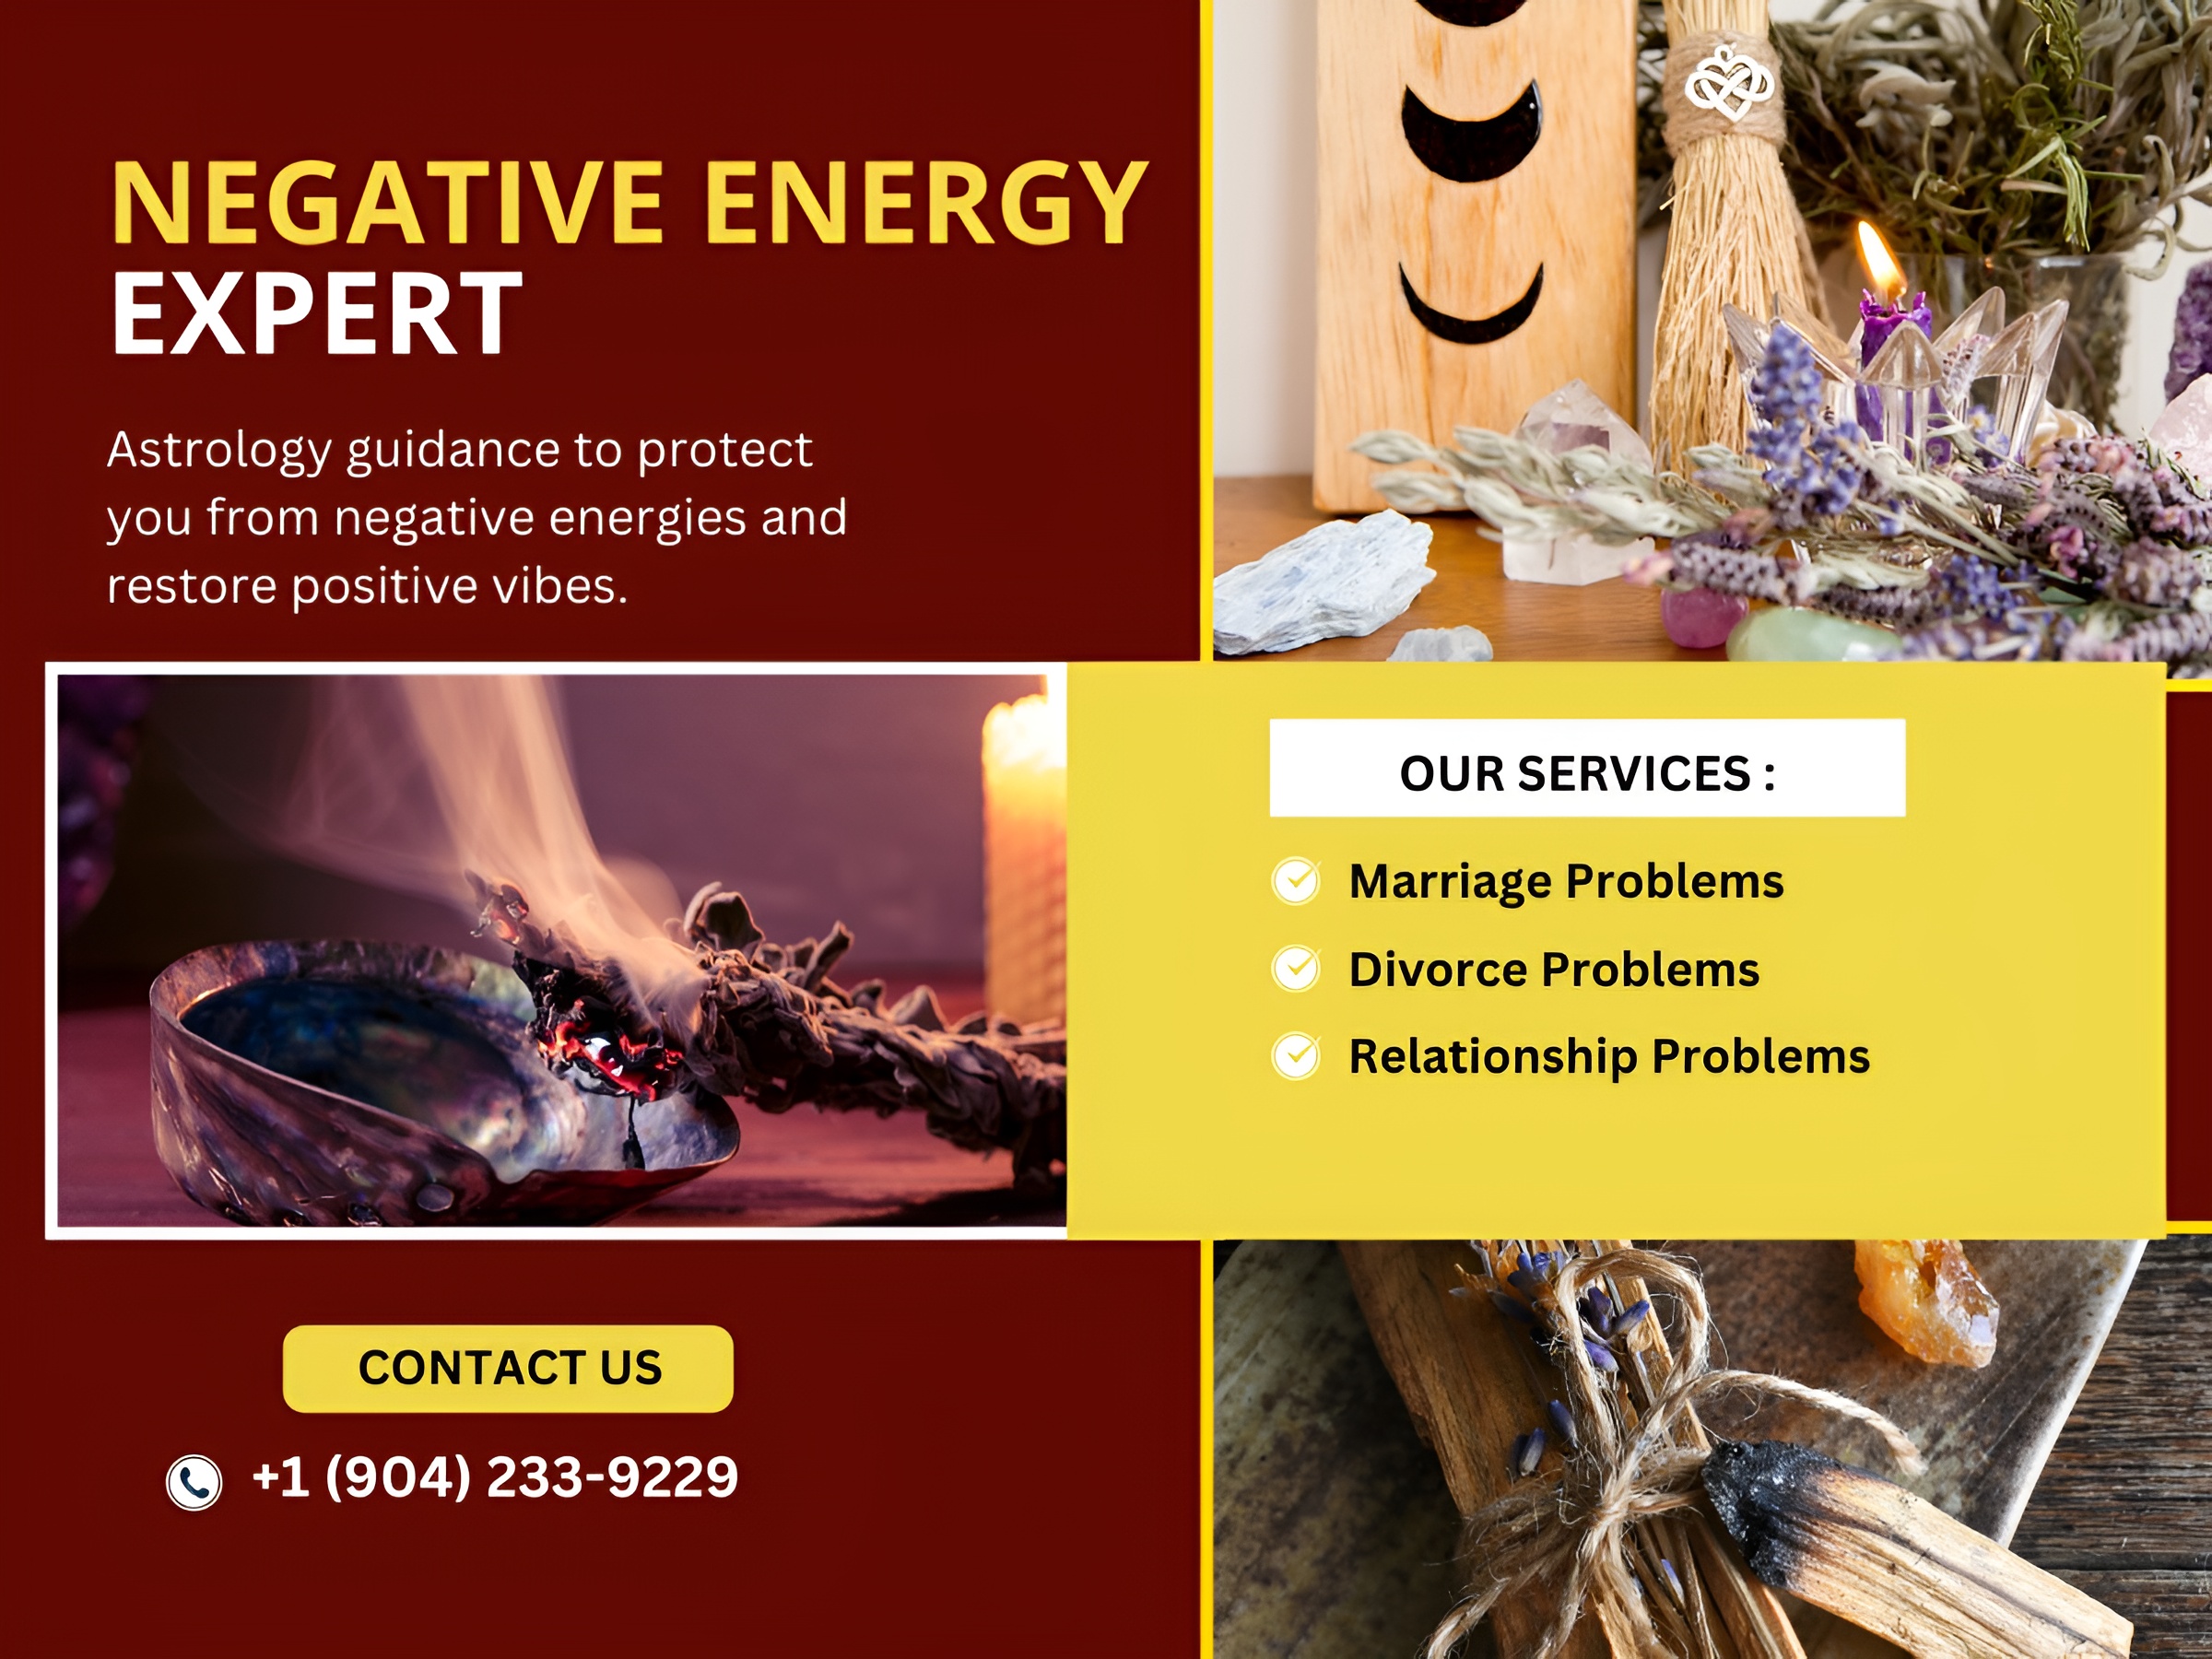 NEGATIVE ENERGY
EXPERT
Astrology guidance to protect
you from negative energies and
restore positive vibes.
OUR SERVICES :
Marriage Problems
Divorce Problems
Relationship Problems
CONTACT US
+1 (904) 233-9229